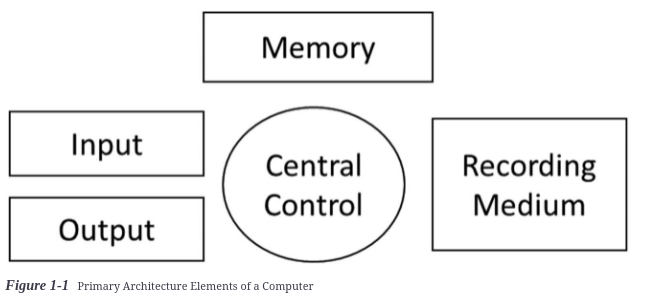 Memory
Input
Central
Control
Recording
Medium
Output
Figure 1-1 Primary Architecture Elements of a Computer